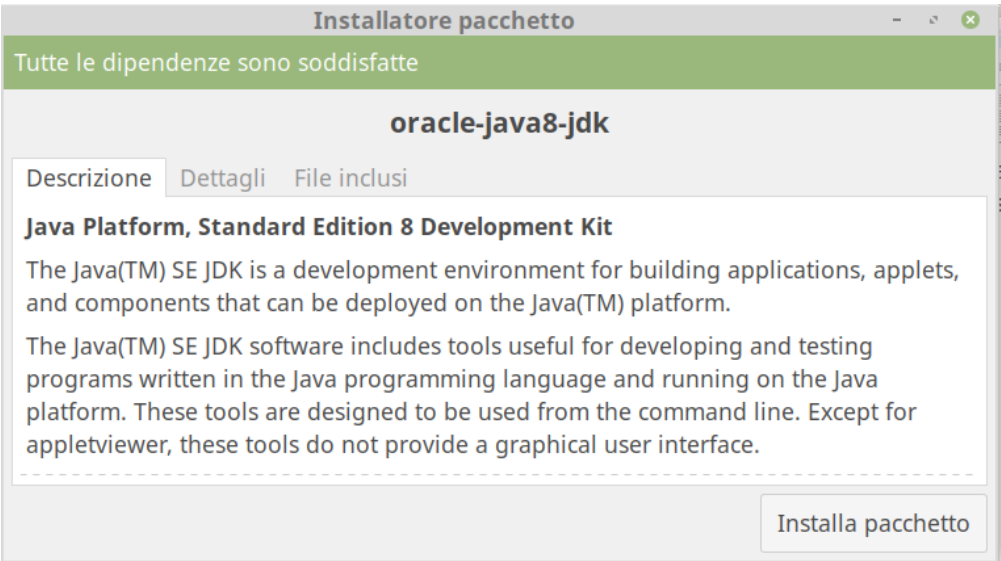 Installatore pacchetto
Tutte le dipendenze sono soddisfatte
oracle-java8-jdk
Descrizione Dettagli File inclusi
Java Platform, Standard Edition 8 Development Kit
The Java(TM) SE JDK is a development environment for building applications, applets,
and components that can be deployed on the Java(TM) platform.
The Java(TM) SE JDK software includes tools useful for developing and testing
programs written in the Java programming language and running on the Java
platform. These tools are designed to be used from the command line. Except for
appletviewer, these tools do not provide a graphical user interface.
Installa pacchetto